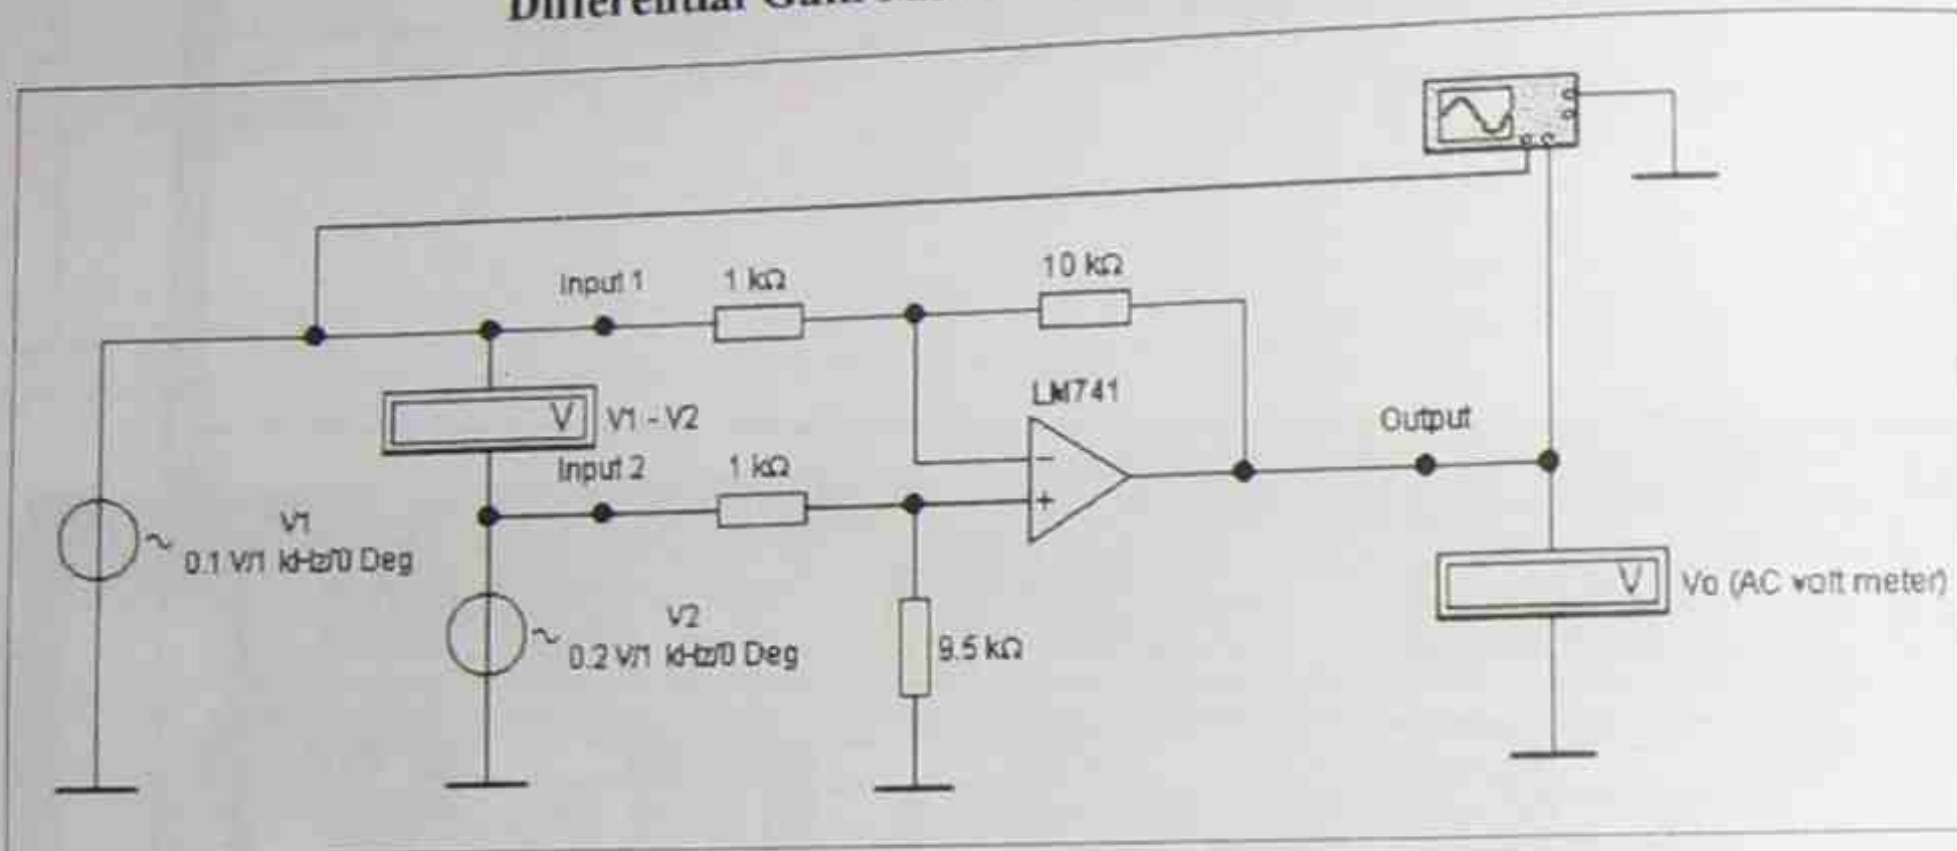 Differential
Input 1
1 kΩ
10 kΩ
LM741
V
V1 - V2
Output
Input 2
1 kΩ
−
+
V1
0.1 V/1 kHz/0 Deg
V2
0.2 V/1 kHz/0 Deg
9.5 kΩ
V
Vo (AC volt meter)